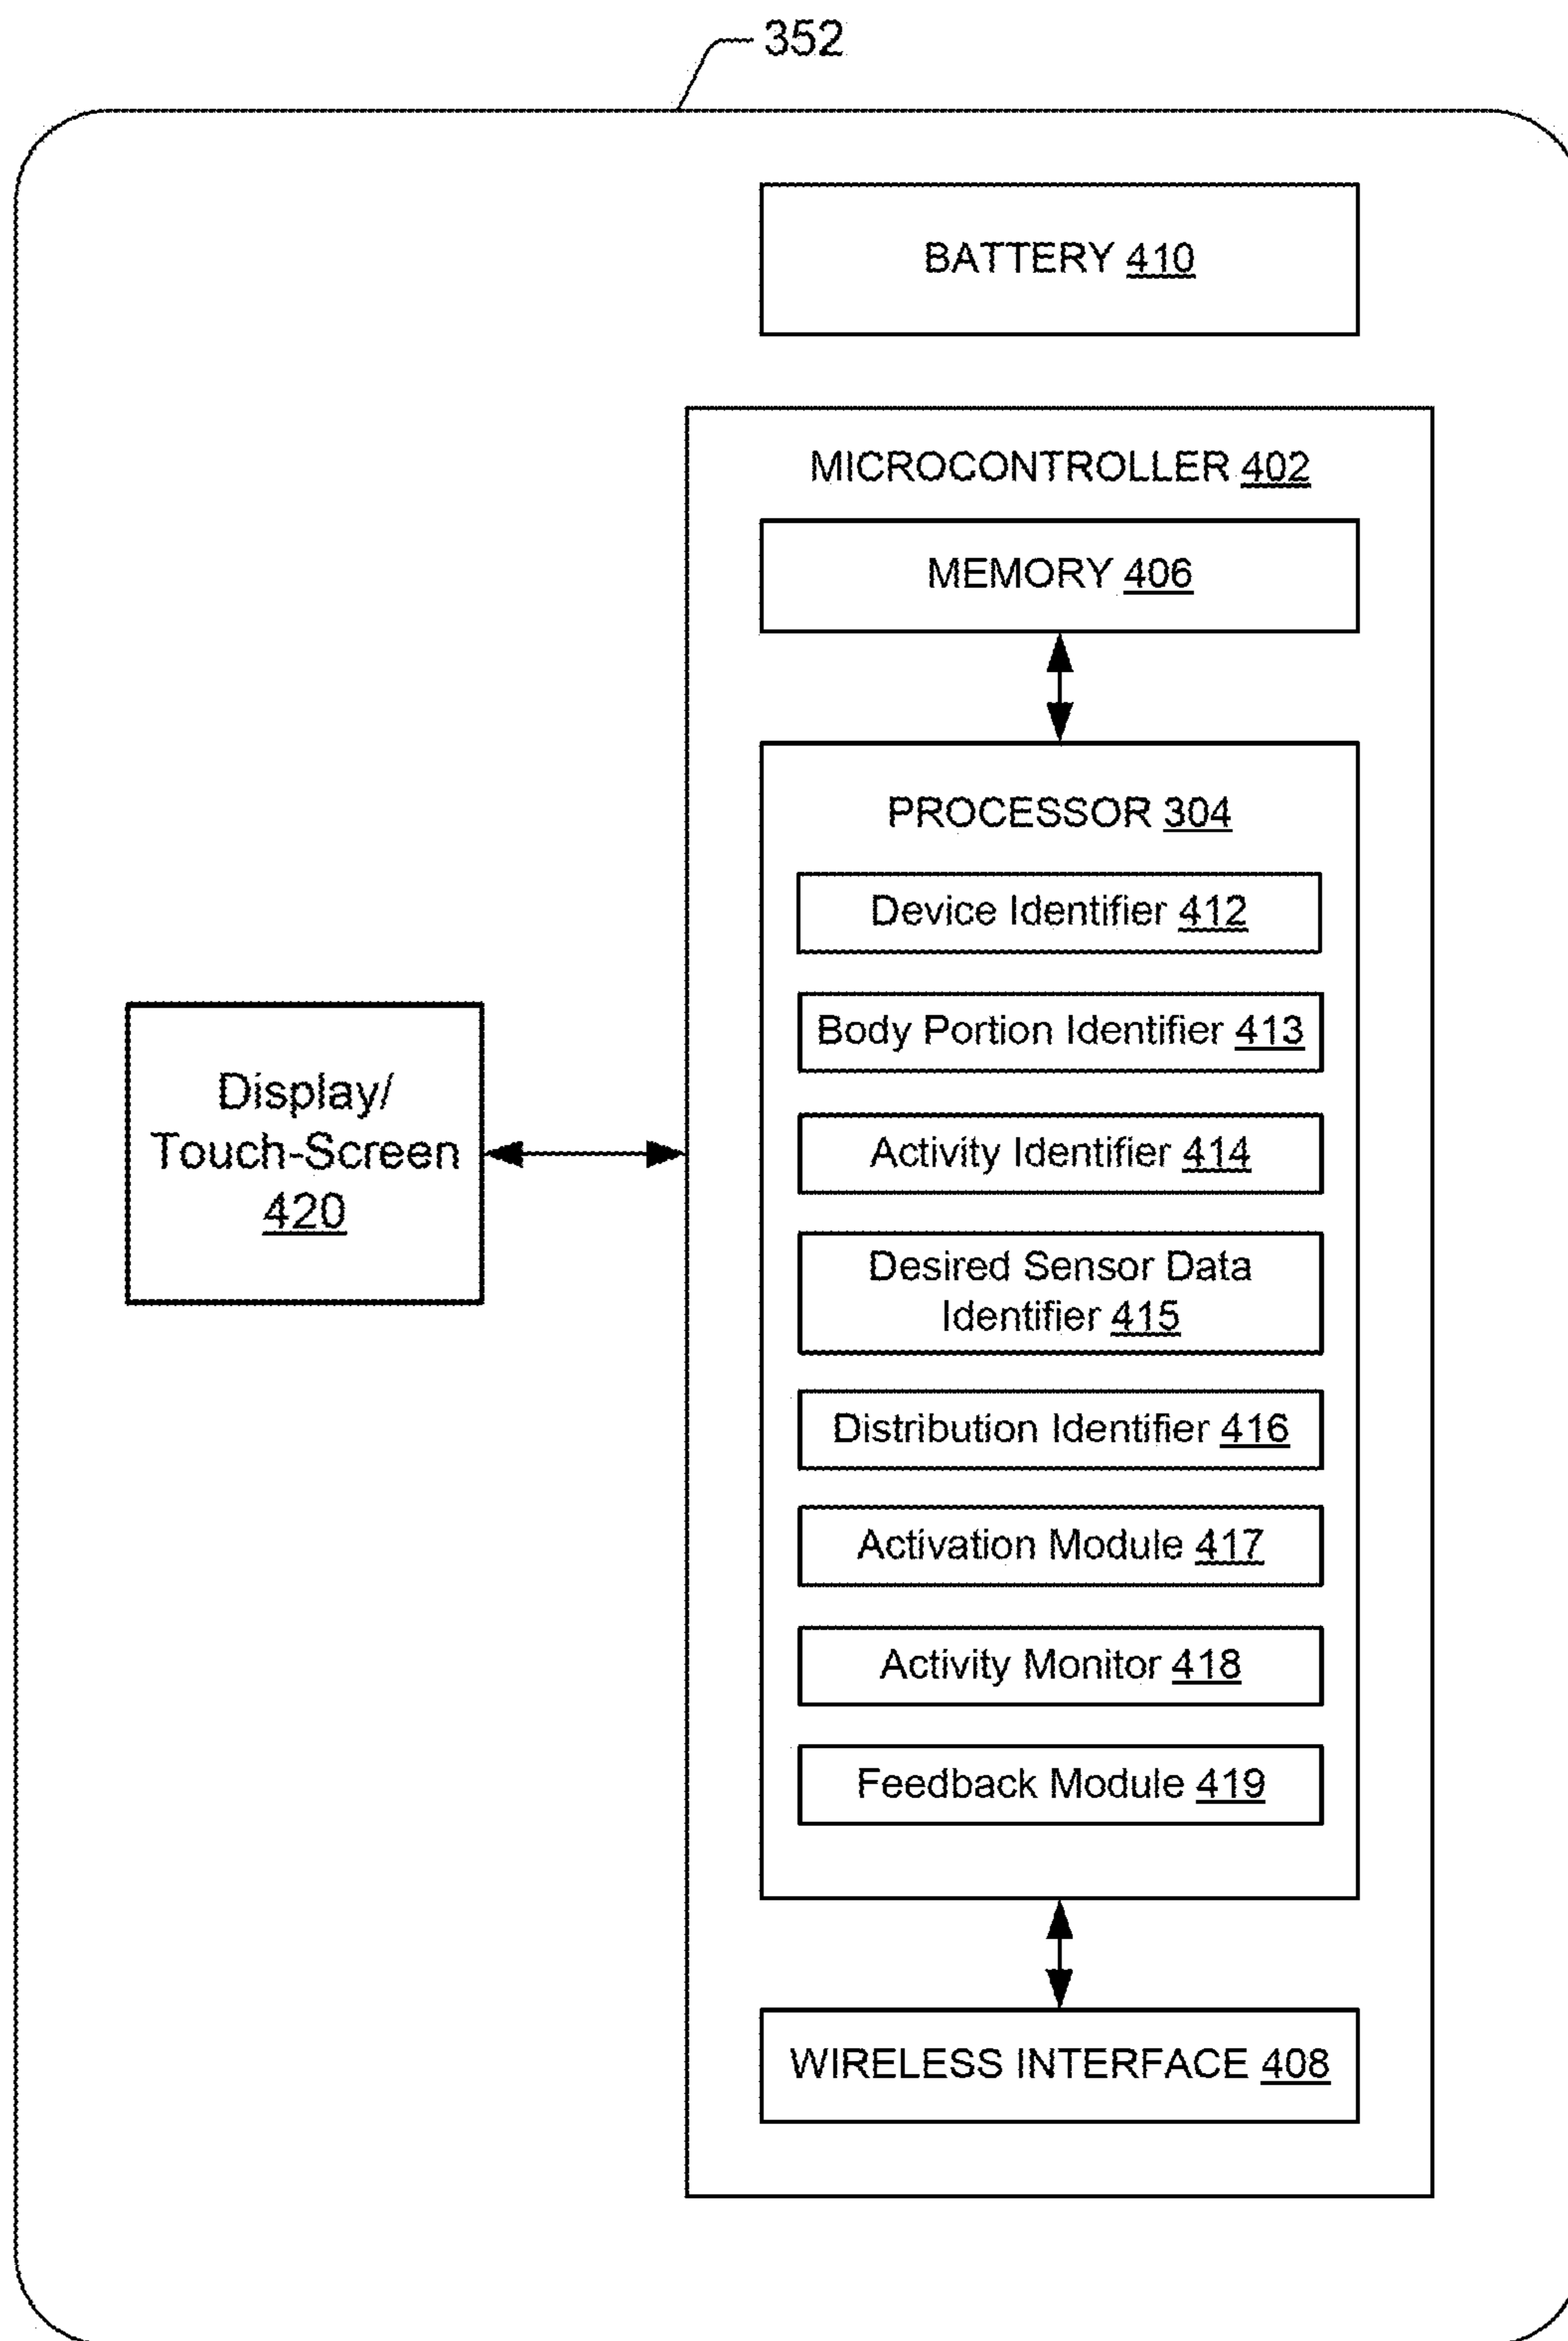 352
BATTERY 410
MICROCONTROLLER 402
MEMORY 406
PROCESSOR 304
Device Identifier 412
Body Portion Identifier 413
Activity Identifier 414
Desired Sensor Data
Identifier 415
Distribution Identifier 416
Activation Module 417
Activity Monitor 418
Feedback Module 419
WIRELESS INTERFACE 408
Display/
Touch-Screen
420